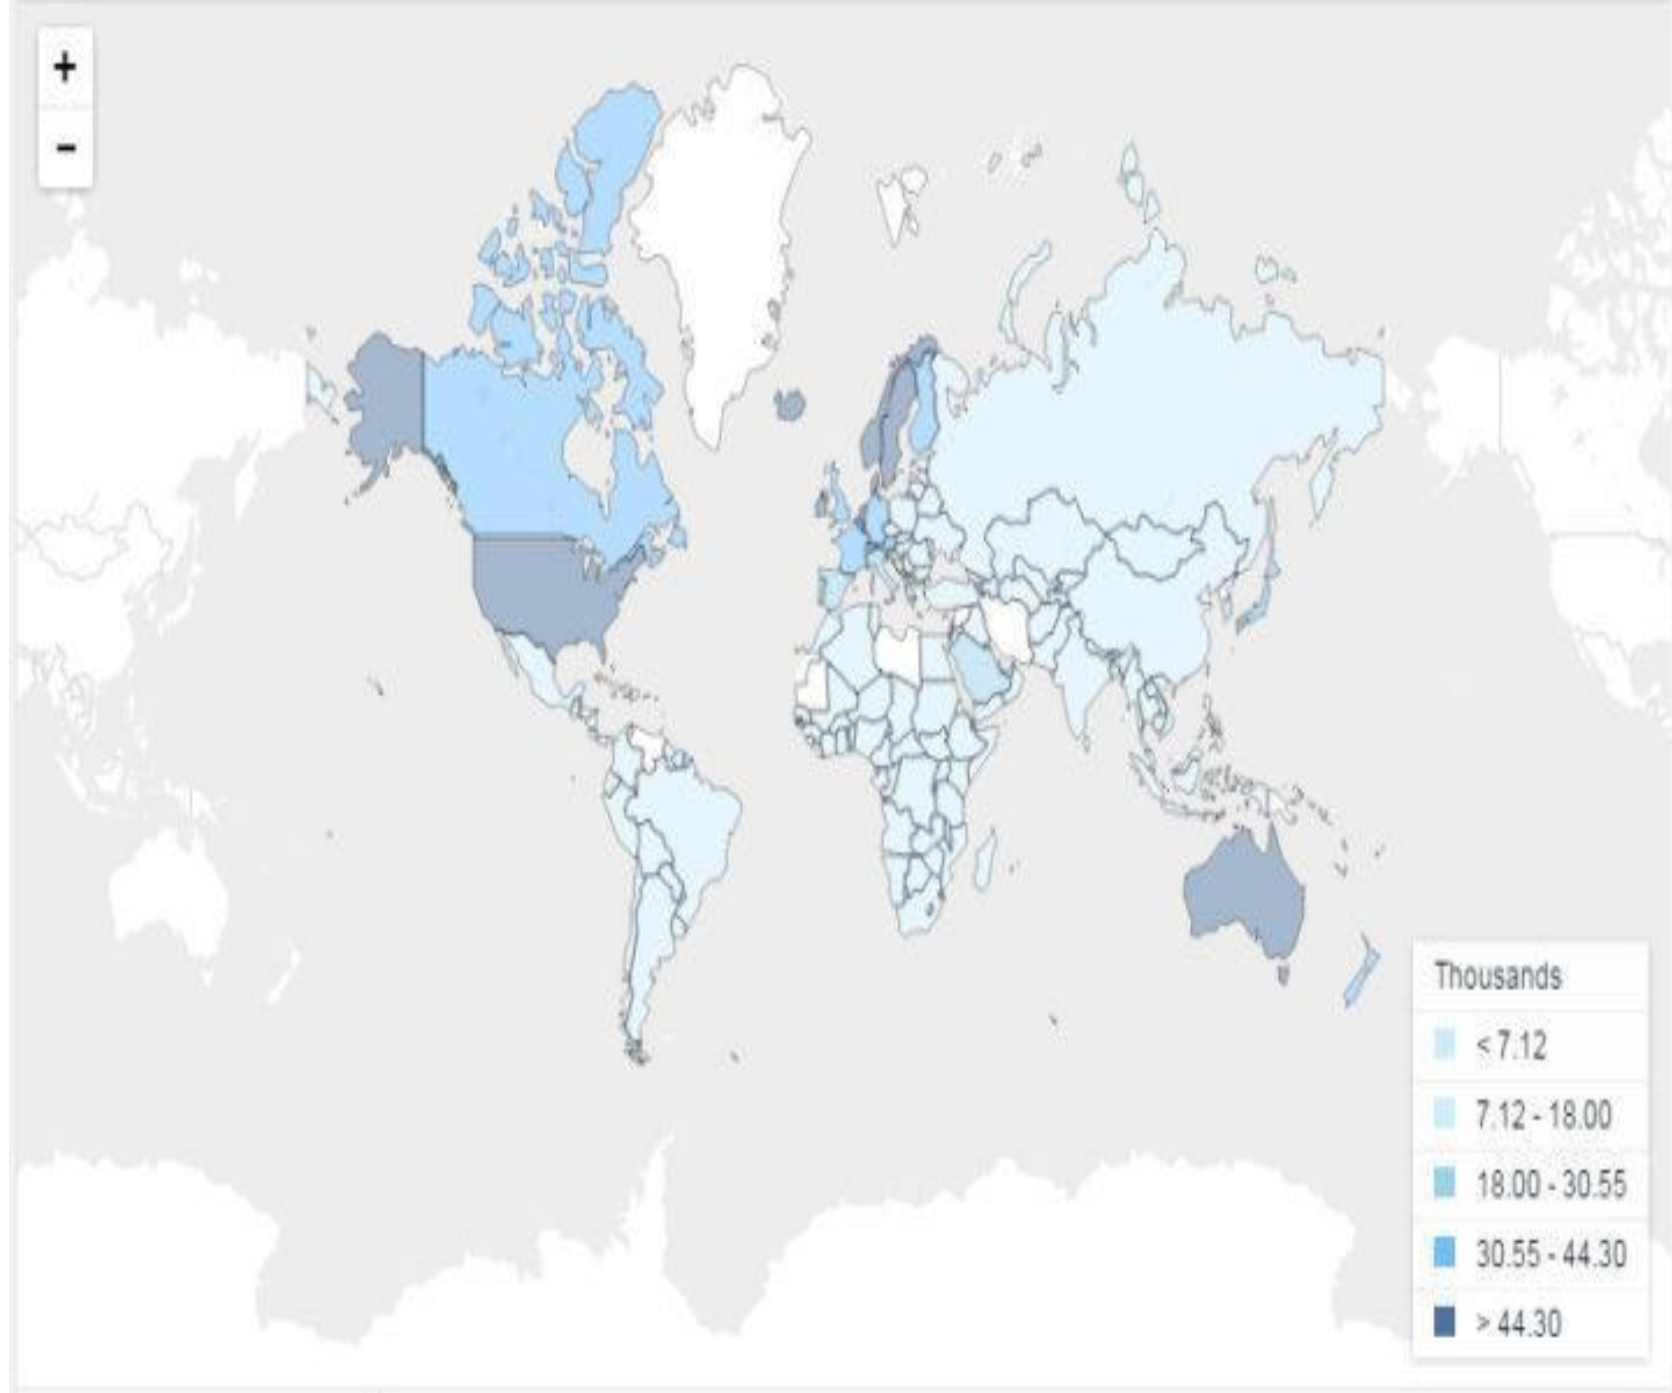 +
-
Thousands
< 7.12
7.12 - 18.00
18.00 - 30.55
30.55 - 44.30
> 44.30